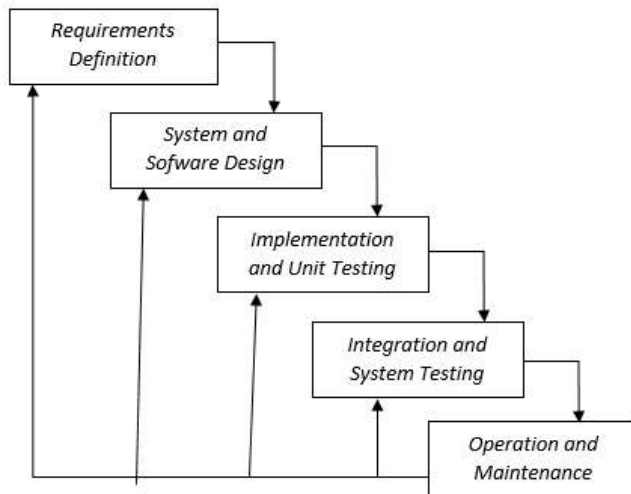 Requirements
Definition
System and
Sofware Design
Implementation
and Unit Testing
Integration and
System Testing
Operation and
Maintenance